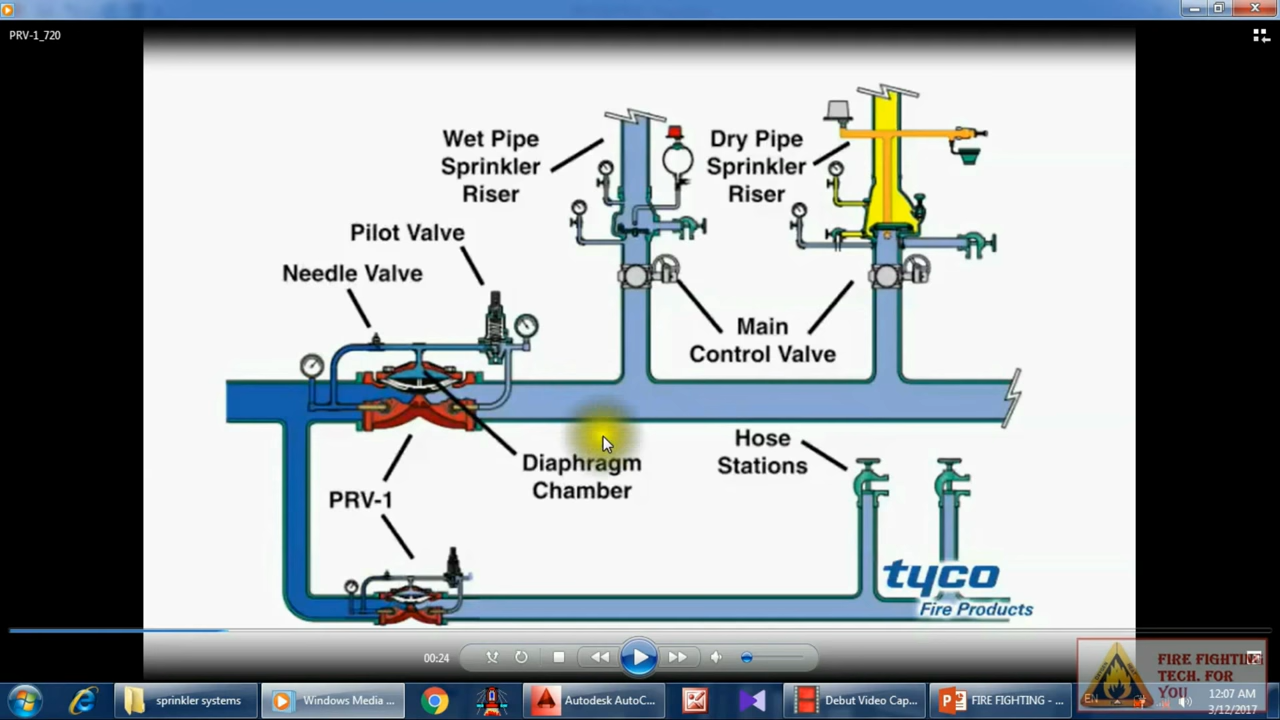 PRV-1_720
Wet Pipe
Sprinkler
Riser
Dry Pipe
Sprinkler
Riser
Pilot Valve
Needle Valve
Main
Control Valve
Diaphragm
Chamber
Hose
Stations
PRV-1
tyco
Fire Products
00:24
FIRE FIGHTING
TECH. FOR
YOU
sprinkler systems
Windows Media ...
Autodesk AutoC...
Debut Video Cap...
FIRE FIGHTING - ...
EN
12:07 AM
3/12/2017